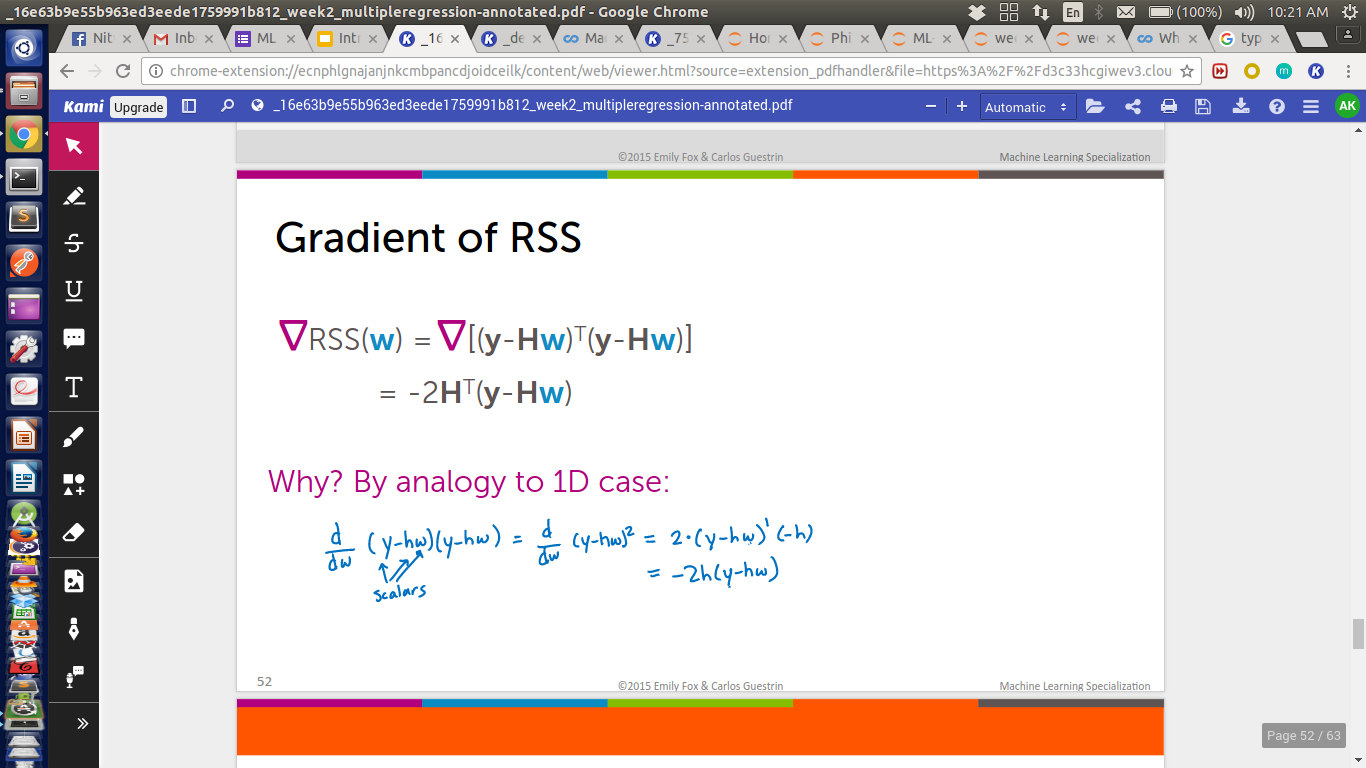 _16e63b9e55b963ed3eede1759991b812_week2_multipleregression-annotated.pdf - Google Chrome
En (100%) 10:21 AM
Nit Inb ML Intr _16 _de Ma _75 Hor Phi ML- we we Wh typ
chrome-extension://ecnphlgnajanjnkcmbpancdjoidceilk/content/web/viewer.html?source=extension_pdfhandler&file=https%3A%2F%2Fd3c33hcgiwev3.clou
Kami Upgrade _16e63b9e55b963ed3eede1759991b812_week2_multipleregression-annotated.pdf Automatic AK
©2015 Emily Fox & Carlos Guestrin Machine Learning Specialization
Gradient of RSS
∇RSS(w) = ∇[(y-Hw)ᵀ(y-Hw)]
= -2Hᵀ(y-Hw)
Why? By analogy to 1D case:
d/dw (y-hw)(y-hw) = d/dw (y-hw)² = 2·(y-hw)¹(-h)
= -2h(y-hw)
scalars
52 ©2015 Emily Fox & Carlos Guestrin Machine Learning Specialization
Page 52 / 63